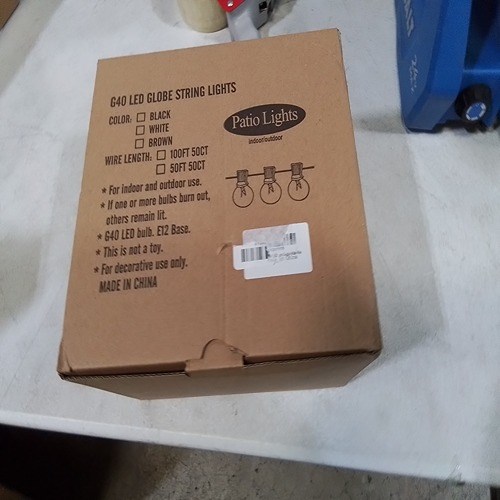 G40 LED GLOBE STRING LIGHTS
COLOR: ☐ BLACK
☐ WHITE
☐ BROWN
WIRE LENGTH: ☐ 100FT 50CT
☐ 50FT 50CT
Patio Lights
indoor/outdoor
* For indoor and outdoor use.
* If one or more bulbs burn out,
others remain lit.
* G40 LED bulb. E12 Base.
* This is not a toy.
* For decorative use only.
MADE IN CHINA